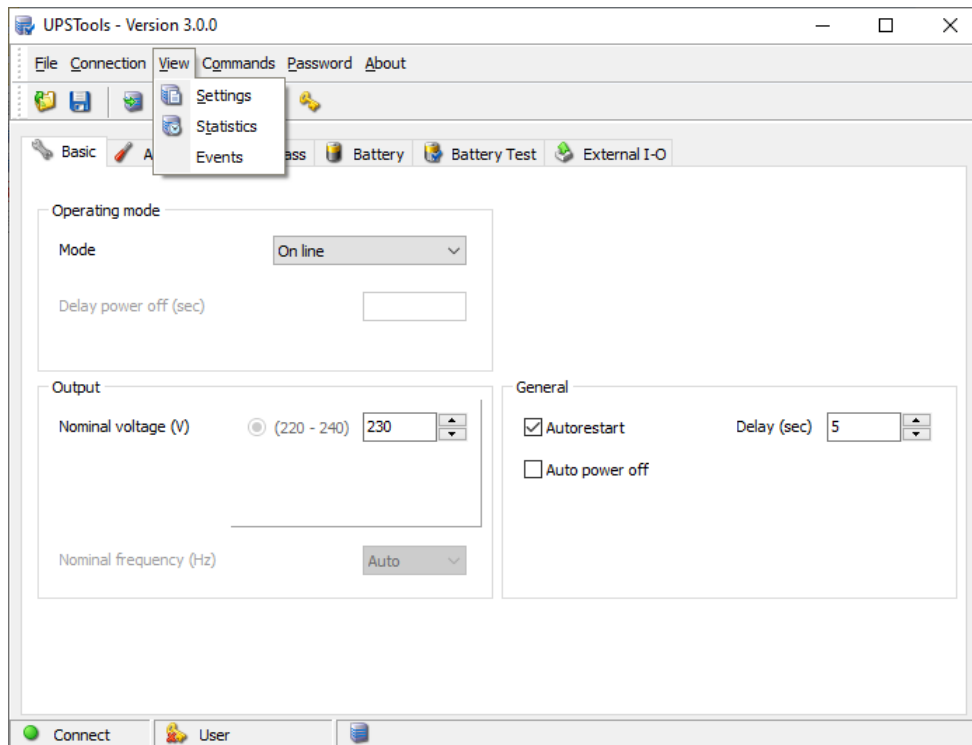 UPSTools - Version 3.0.0
File Connection View Commands Password About
Settings
Statistics
Events
Basic A ass Battery Battery Test External I-O
Operating mode
Mode On line
Delay power off (sec)
Output
Nominal voltage (V) (220 - 240) 230
Nominal frequency (Hz) Auto
General
Autorestart Delay (sec) 5
Auto power off
Connect User